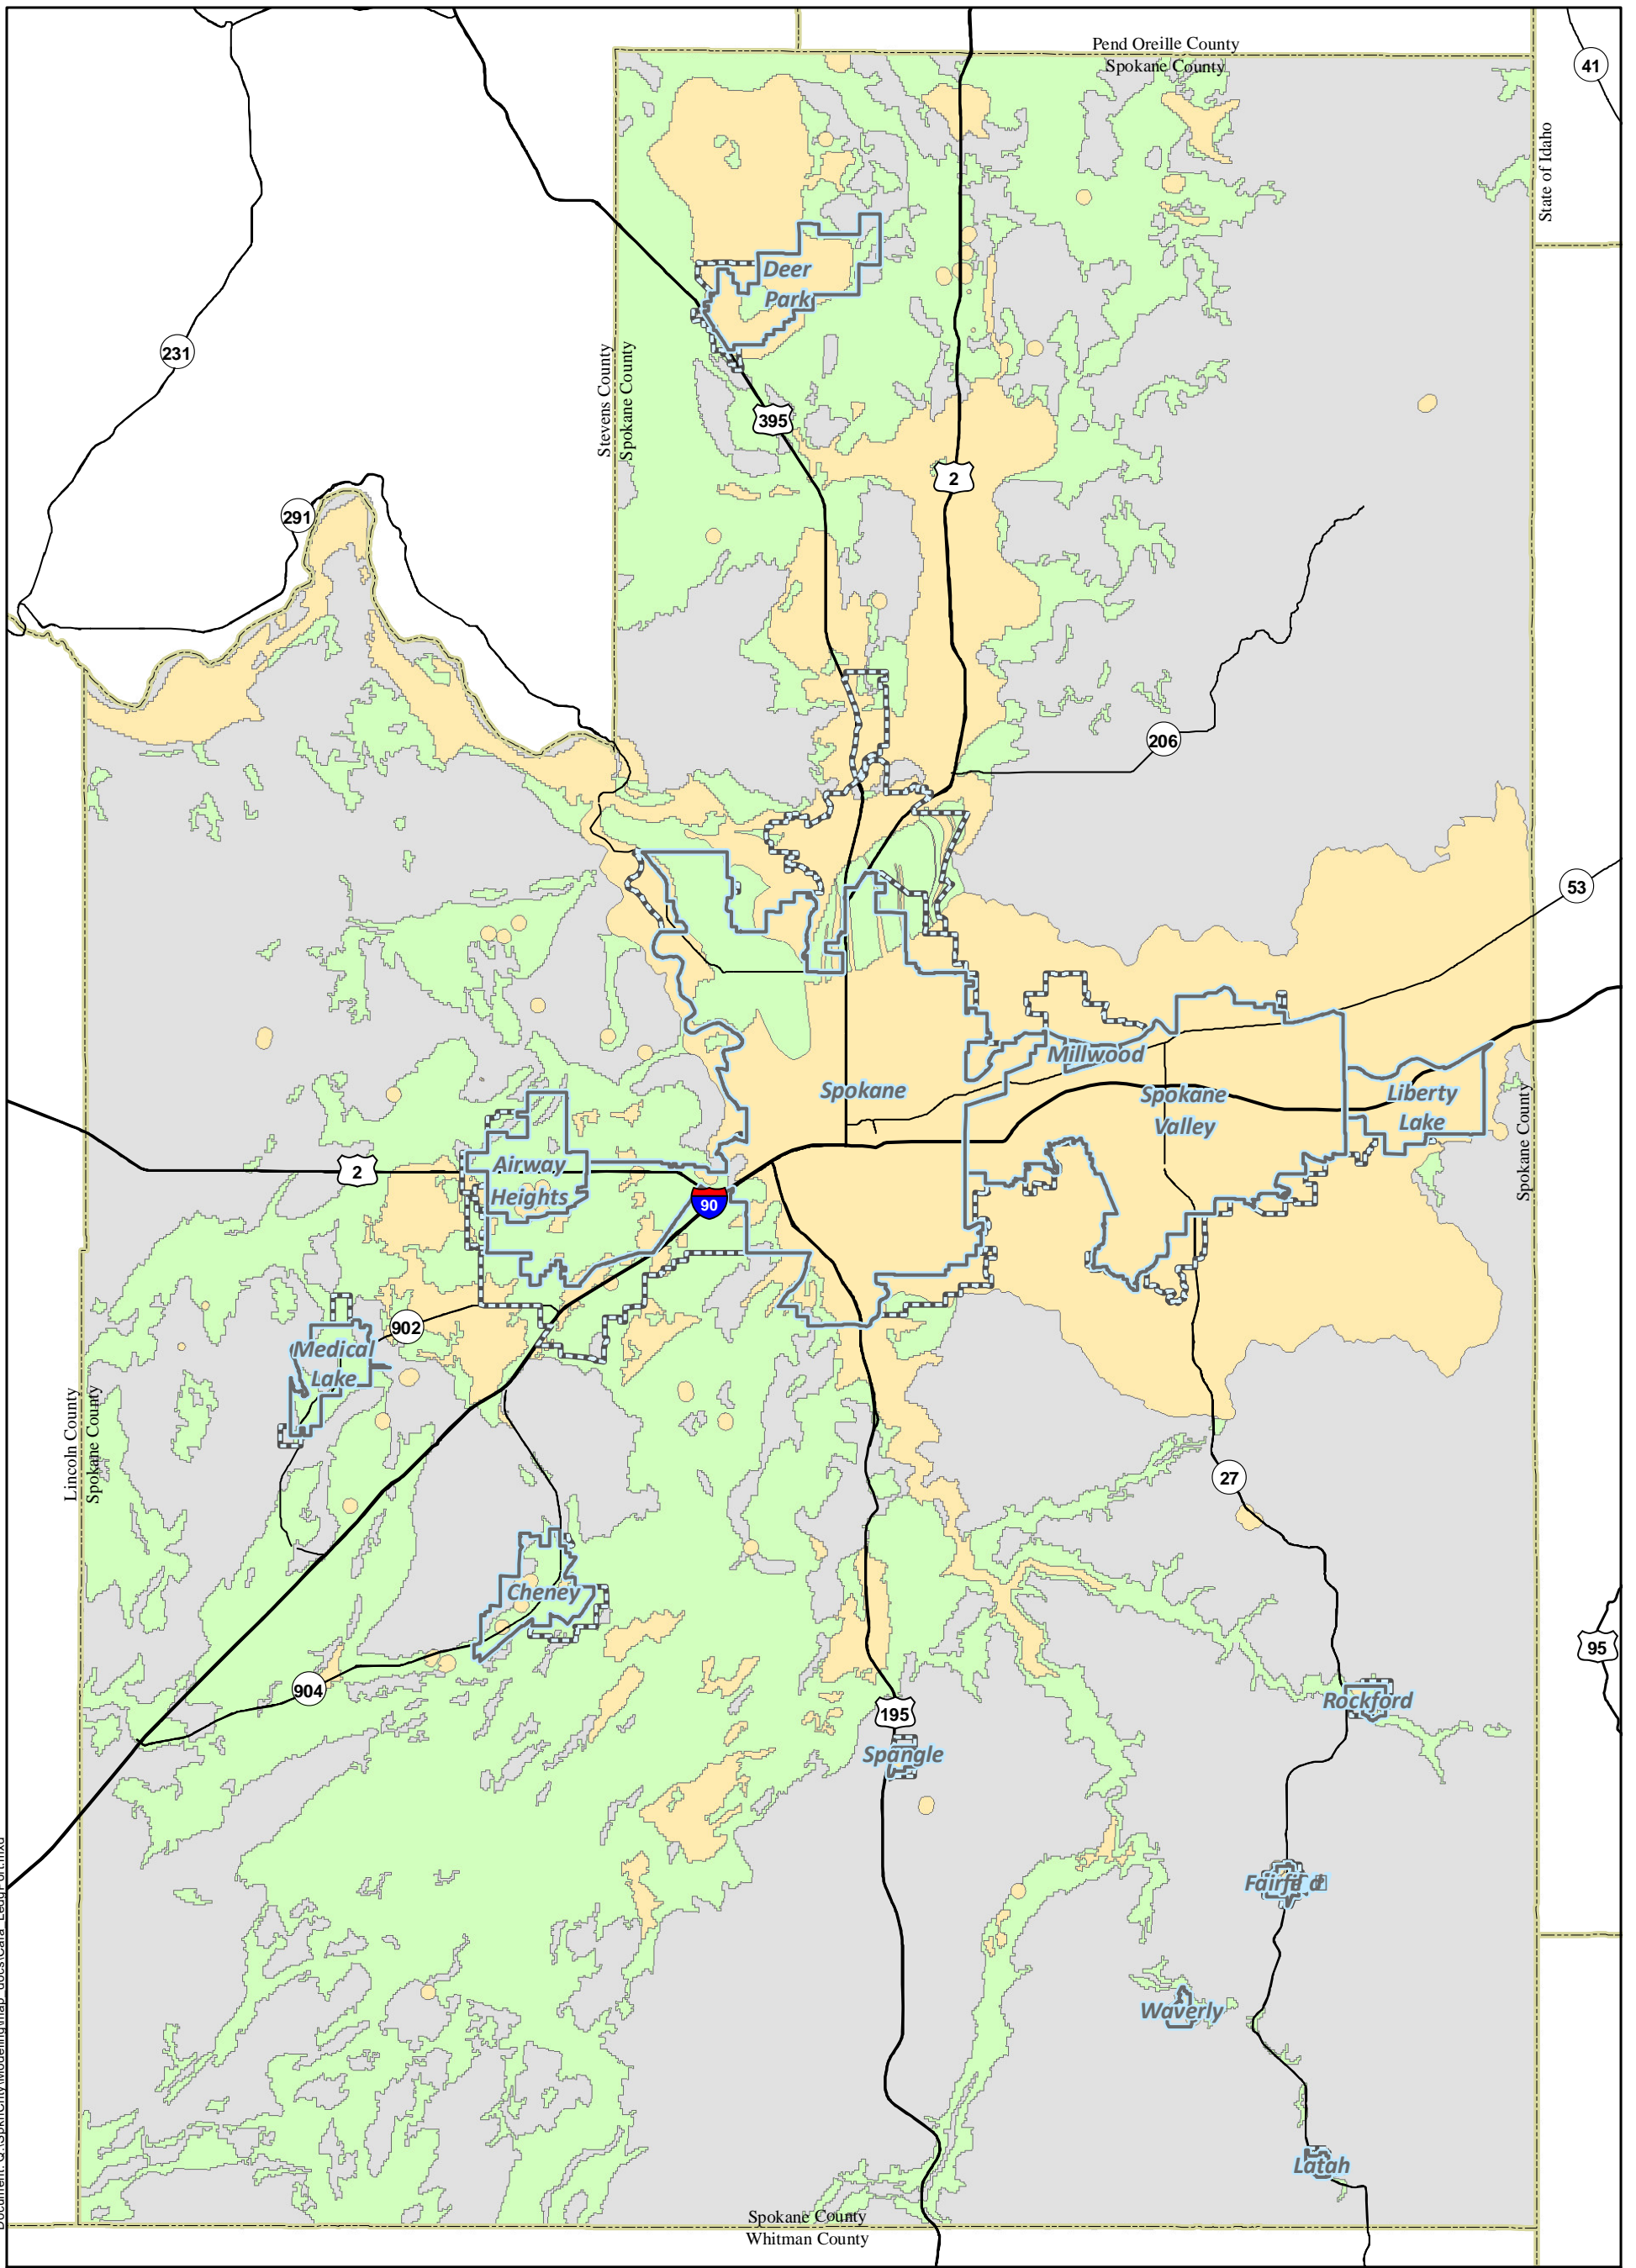 Pend Oreille County
Spokane County
41
State of Idaho
Deer
Park
231
Stevens County
Spokane County
395
2
291
206
53
Millwood
Spokane
Spokane
Valley
Liberty
Lake
Spokane County
Airway
Heights
2
90
902
Medical
Lake
Lincoln County
Spokane County
27
Cheney
95
904
Rockford
195
Spangle
Waverly
Latah
Spokane County
Whitman County